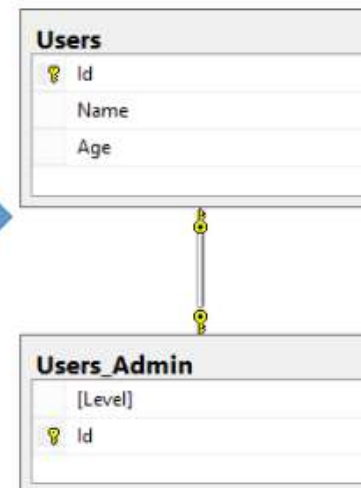 Users
Id
Name
Age
Users_Admin
[Level]
Id